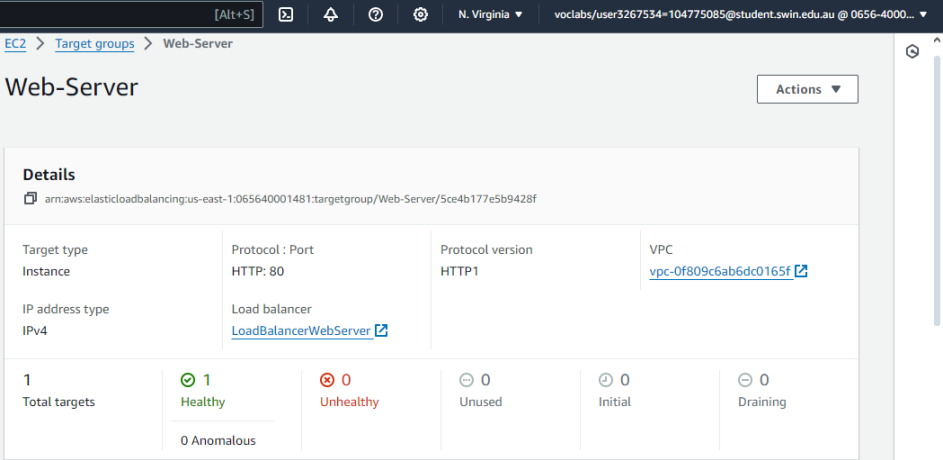 [Alt+S] N. Virginia voclabs/user3267534=104775085@student.swin.edu.au @ 0656-4000...
EC2 > Target groups > Web-Server
Web-Server
Actions
Details
arn:aws:elasticloadbalancing:us-east-1:065640001481:targetgroup/Web-Server/5ce4b177e5b9428f
Target type Protocol : Port Protocol version VPC
Instance HTTP: 80 HTTP1 vpc-0f809c6ab6dc0165f
IP address type Load balancer
IPv4 LoadBalancerWebServer
1 1 0 0 0 0
Total targets Healthy Unhealthy Unused Initial Draining
0 Anomalous